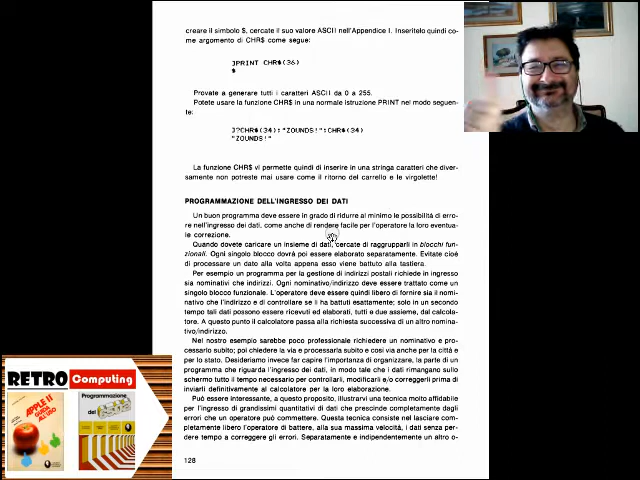 creare il simbolo $, cercate il suo valore ASCII nell'Appendice I. Inseritelo quindi co-
me argomento di CHR$ come segue:
]PRINT CHR$(36)
$
Provate a generare tutti i caratteri ASCII da 0 a 255.
Potete usare la funzione CHR$ in una normale istruzione PRINT nel modo seguen-
te:
]?CHR$(34);"ZOUNDS!";CHR$(34)
"ZOUNDS!"
La funzione CHR$ vi permette quindi di inserire in una stringa caratteri che diver-
samente non potreste mai usare come il ritorno del carrello e le virgolette!
PROGRAMMAZIONE DELL'INGRESSO DEI DATI
Un buon programma deve essere in grado di ridurre al minimo le possibilità di erro-
re nell'ingresso dei dati, come anche di rendere facile per l'operatore la loro eventua-
le correzione.
Quando dovete caricare un insieme di dati, cercate di raggrupparli in blocchi fun-
zionali. Ogni singolo blocco dovrà poi essere elaborato separatamente. Evitate cioè
di processare un dato alla volta appena esso viene battuto alla tastiera.
Per esempio un programma per la gestione di indirizzi postali richiede in ingresso
sia nominativi che indirizzi. Ogni nominativo/indirizzo deve essere trattato come un
singolo blocco funzionale. L'operatore deve essere quindi libero di fornire sia il nomi-
nativo che l'indirizzo e di controllare se li ha battuti esattamente; solo in un secondo
tempo tali dati possono essere ricevuti ed elaborati, tutti e due assieme, dal calcola-
tore. A questo punto il calcolatore passa alla richiesta successiva di un altro nomina-
tivo/indirizzo.
Nel nostro esempio sarebbe poco professionale richiedere un nominativo e pro-
cessarlo subito; poi chiedere la via e processarla subito e così via anche per la città e
per lo stato. Desideriamo invece far capire l'importanza di organizzare, la parte di un
programma che riguarda l'ingresso dei dati, in modo tale che i dati rimangano sullo
schermo tutto il tempo necessario per controllarli, modificarli e/o correggerli prima di
inviarli definitivamente al calcolatore per la loro elaborazione.
Può essere interessante, a questo proposito, illustrarvi una tecnica molto affidabile
per l'ingresso di grandissimi quantitativi di dati che prescinde completamente dagli
errori che un operatore può commettere. Questa tecnica consiste nel lasciare com-
pletamente libero l'operatore di battere, alla sua massima velocità, i dati senza per-
dere tempo a correggere gli errori. Separatamente e indipendentemente un altro o-
128
RETRO Computing
APPLE II
GUIDA
ALL'USO
Programmazione
del